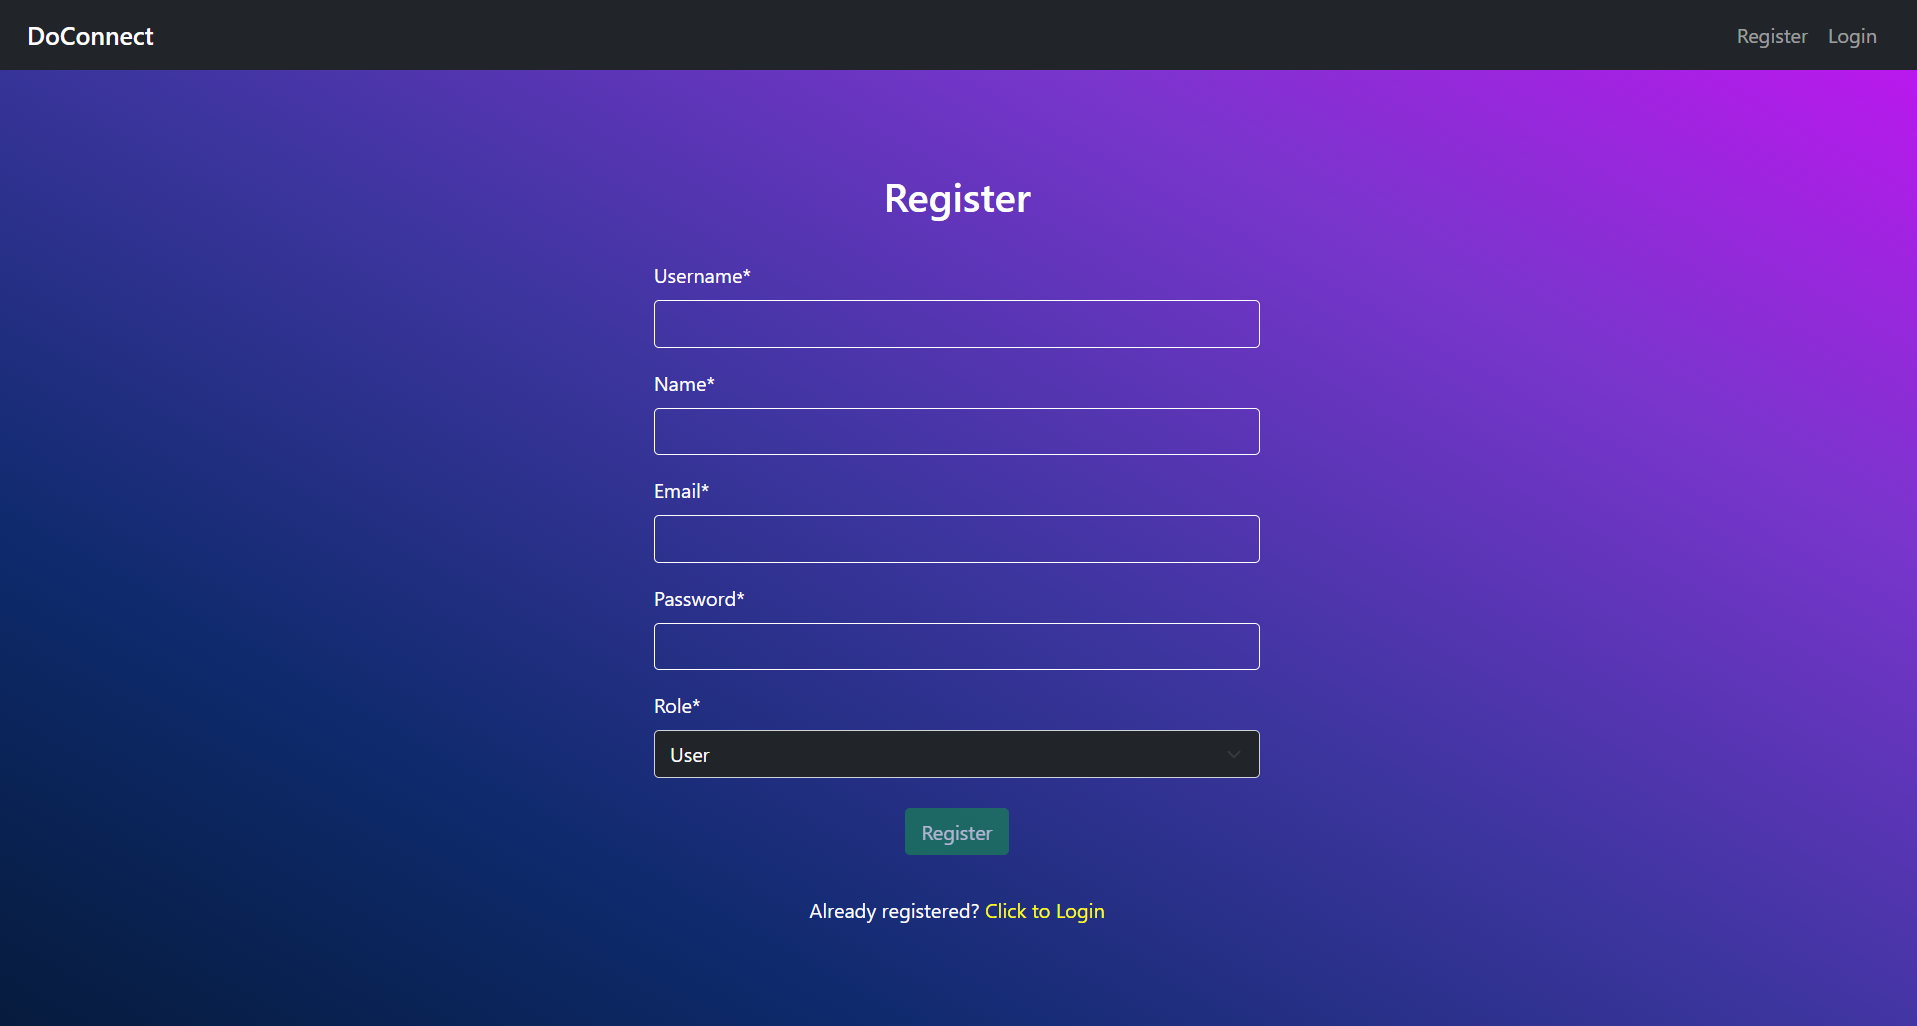 DoConnect
Register Login
Register
Username*
Name*
Email*
Password*
Role*
User
Register
Already registered? Click to Login